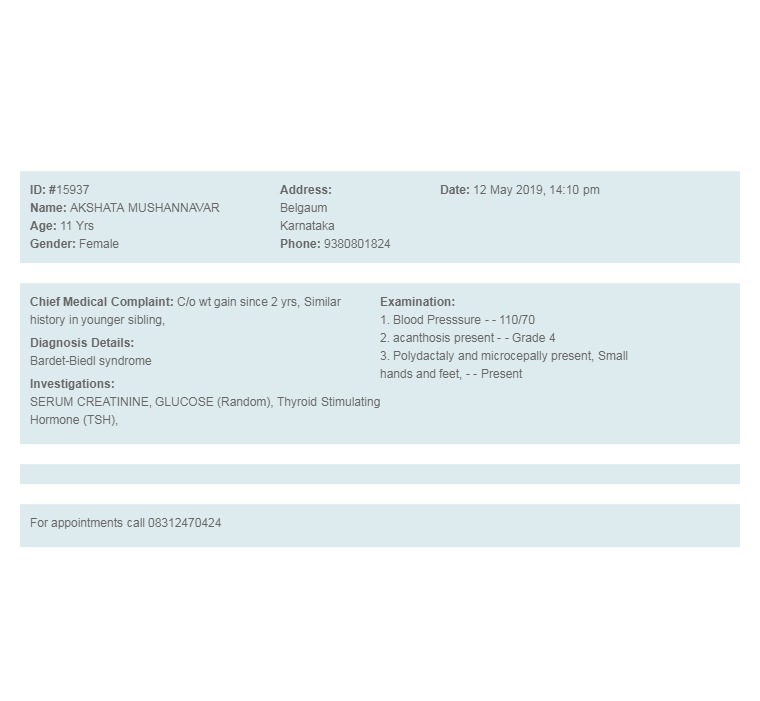 ID: #15937
Name: AKSHATA MUSHANNAVAR
Age: 11 Yrs
Gender: Female
Address:
Belgaum
Karnataka
Phone: 9380801824
Date: 12 May 2019, 14:10 pm
Chief Medical Complaint: C/o wt gain since 2 yrs, Similar
history in younger sibling,
Diagnosis Details:
Bardet-Biedl syndrome
Investigations:
SERUM CREATININE, GLUCOSE (Random), Thyroid Stimulating
Hormone (TSH),
Examination:
1. Blood Presssure - - 110/70
2. acanthosis present - - Grade 4
3. Polydactaly and microcepally present, Small
hands and feet, - - Present
For appointments call 08312470424